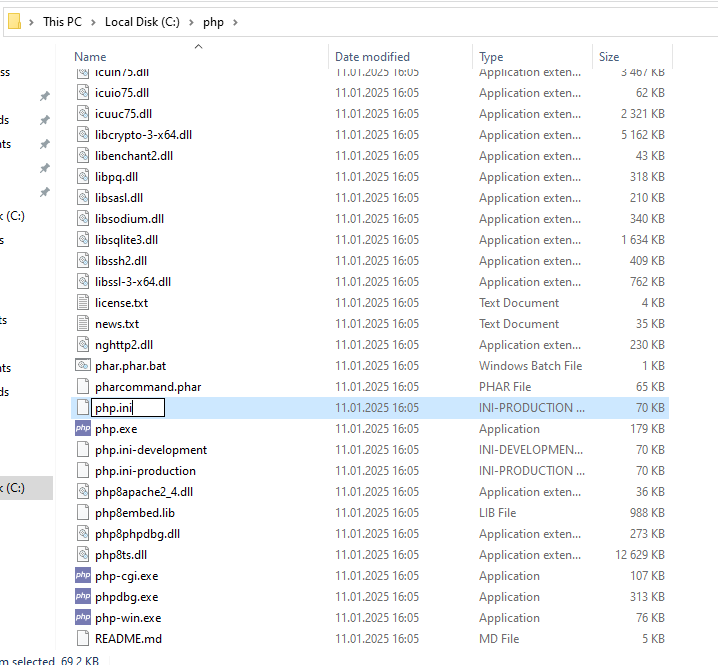 This PC > Local Disk (C:) > php >
Name Date modified Type Size
ss icuin75.dll 11.01.2025 16:05 Application exten... 3 467 KB
icuio75.dll 11.01.2025 16:05 Application exten... 62 KB
ds icuuc75.dll 11.01.2025 16:05 Application exten... 2 321 KB
libcrypto-3-x64.dll 11.01.2025 16:05 Application exten... 5 162 KB
nts libenchant2.dll 11.01.2025 16:05 Application exten... 43 KB
libpq.dll 11.01.2025 16:05 Application exten... 318 KB
libsasl.dll 11.01.2025 16:05 Application exten... 210 KB
k (C:) libsodium.dll 11.01.2025 16:05 Application exten... 340 KB
s libsqlite3.dll 11.01.2025 16:05 Application exten... 1 634 KB
libssh2.dll 11.01.2025 16:05 Application exten... 409 KB
libssl-3-x64.dll 11.01.2025 16:05 Application exten... 762 KB
license.txt 11.01.2025 16:05 Text Document 4 KB
ts news.txt 11.01.2025 16:05 Text Document 35 KB
nghttp2.dll 11.01.2025 16:05 Application exten... 230 KB
nts phar.phar.bat 11.01.2025 16:05 Windows Batch File 1 KB
ds pharcommand.phar 11.01.2025 16:05 PHAR File 65 KB
php.ini 11.01.2025 16:05 INI-PRODUCTION ... 70 KB
php php.exe 11.01.2025 16:05 Application 179 KB
php.ini-development 11.01.2025 16:05 INI-DEVELOPMEN... 70 KB
php.ini-production 11.01.2025 16:05 INI-PRODUCTION ... 70 KB
k (C:) php8apache2_4.dll 11.01.2025 16:05 Application exten... 36 KB
php8embed.lib 11.01.2025 16:05 LIB File 988 KB
php8phpdbg.dll 11.01.2025 16:05 Application exten... 273 KB
php8ts.dll 11.01.2025 16:05 Application exten... 12 629 KB
php php-cgi.exe 11.01.2025 16:05 Application 107 KB
php phpdbg.exe 11.01.2025 16:05 Application 313 KB
php php-win.exe 11.01.2025 16:05 Application 76 KB
README.md 11.01.2025 16:05 MD File 5 KB
m selected 69,2 KB